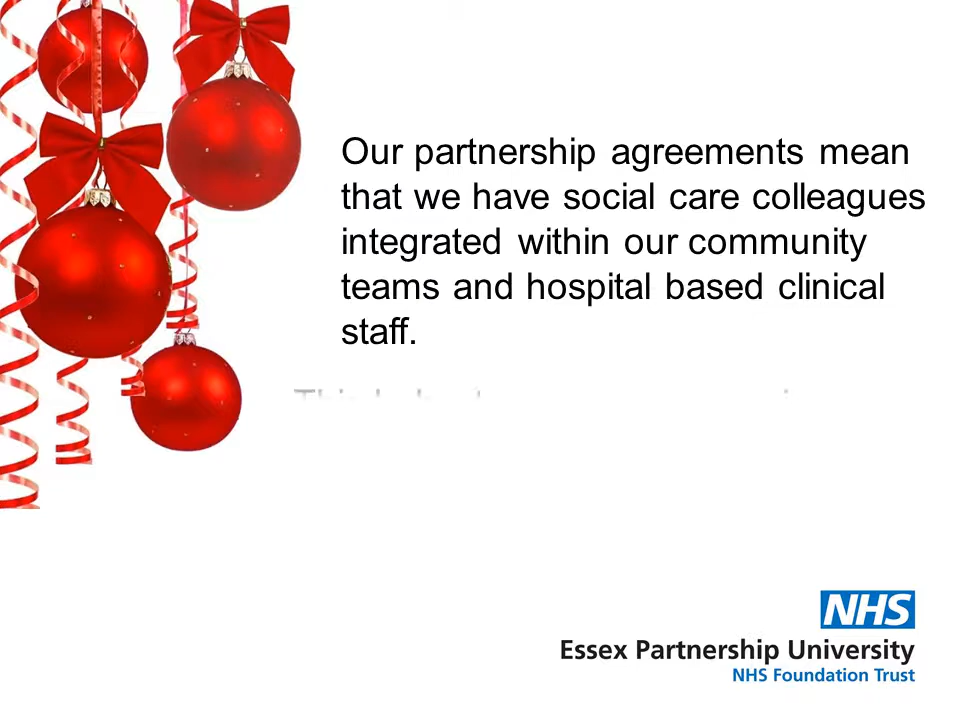 Our partnership agreements mean
that we have social care colleagues
integrated within our community
teams and hospital based clinical
staff.
NHS
Essex Partnership University
NHS Foundation Trust